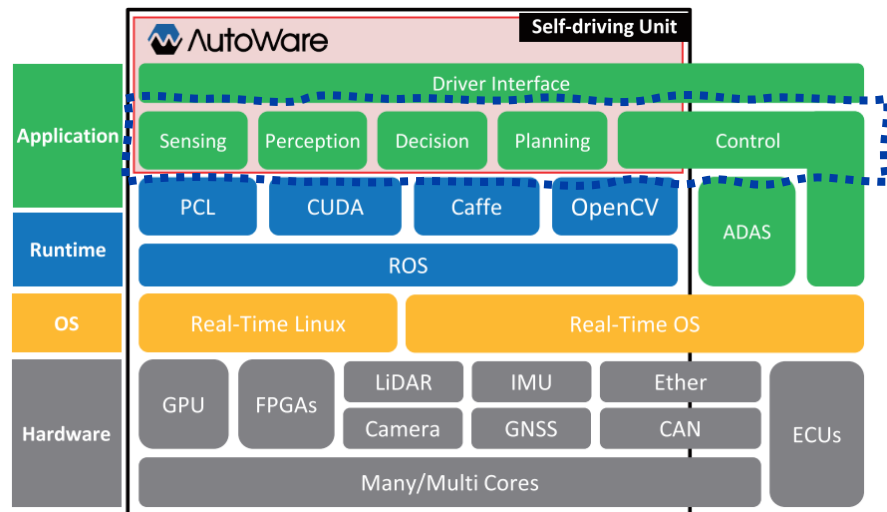 AutoWare
Self-driving Unit
Application
Driver Interface
Sensing
Perception
Decision
Planning
Control
PCL
CUDA
Caffe
OpenCV
ADAS
Runtime
ROS
OS
Real-Time Linux
Real-Time OS
Hardware
GPU
FPGAs
LiDAR
IMU
Ether
Camera
GNSS
CAN
ECUs
Many/Multi Cores